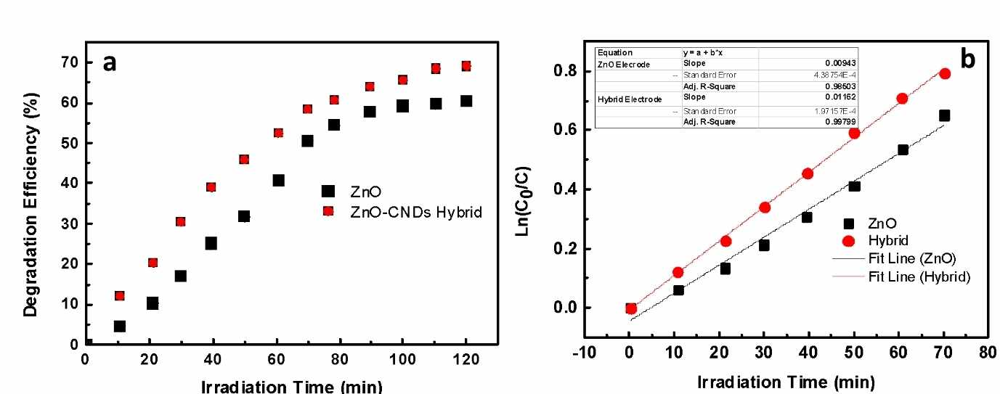 a
70
60
50
40
30
20
10
0
Degradation Efficiency (%)
ZnO
ZnO-CNDs Hybrid
0 20 40 60 80 100 120
Irradiation Time (min)
b
Equation y = a + b*x
ZnO Elecrode Slope 0.00943
-- Standard Error 4.38754E-4
Adj. R-Square 0.98503
Hybrid Electrode Slope 0.01162
-- Standard Error 1.97157E-4
Adj. R-Square 0.99799
0.8
0.6
0.4
0.2
0.0
Ln(C0/C)
ZnO
Hybrid
Fit Line (ZnO)
Fit Line (Hybrid)
-10 0 10 20 30 40 50 60 70 80
Irradiation Time (min)